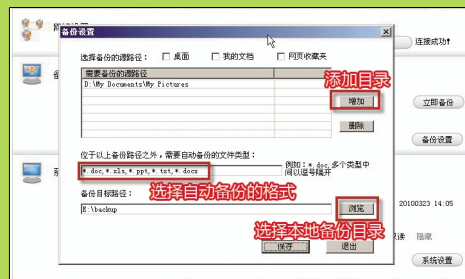 备份设置
连接成功!
选择备份的源路径： 桌面 我的文档 网页收藏夹
需要备份的源路径
D:\My Documents\My Pictures
添加目录
增加
立即备份
删除
备份设置
位于以上备份路径之外，需要自动备份的文件类型：
*.doc,*.xls,*.ppt,*.txt,*.docx
例如：*.doc,多个类型中间以逗号隔开
选择自动备份的格式
备份目标路径：
E:\backup
浏览
20100323 14:05
选择本地备份目录
隐藏
保存
退出
系统设置